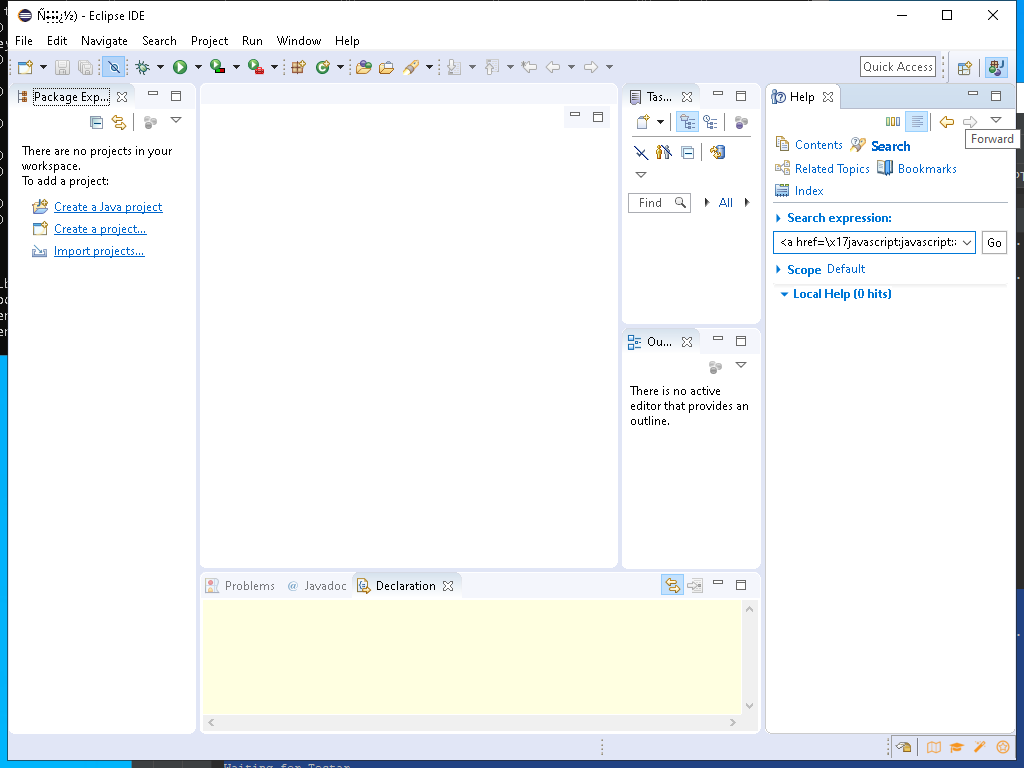 Eclipse IDE
File Edit Navigate Search Project Run Window Help
Quick Access
Package Exp...
There are no projects in your
workspace.
To add a project:
Create a Java project
Create a project...
Import projects...
Tas...
Find
All
Ou...
There is no active
editor that provides an
outline.
Help
Forward
Contents Search
Related Topics Bookmarks
Index
Search expression:
<a href=\x17javascript:javascript:
Go
Scope Default
Local Help (0 hits)
Problems @ Javadoc Declaration
Waiting for Testar